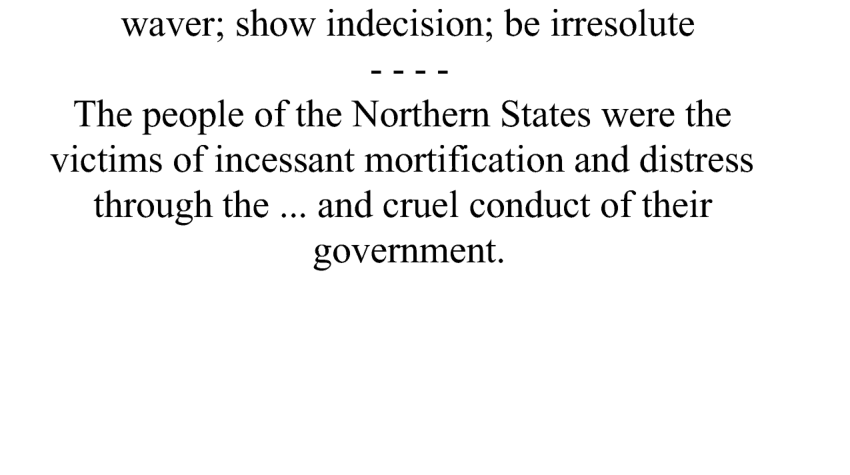 waver; show indecision; be irresolute
- - - -
The people of the Northern States were the
victims of incessant mortification and distress
through the ... and cruel conduct of their
government.